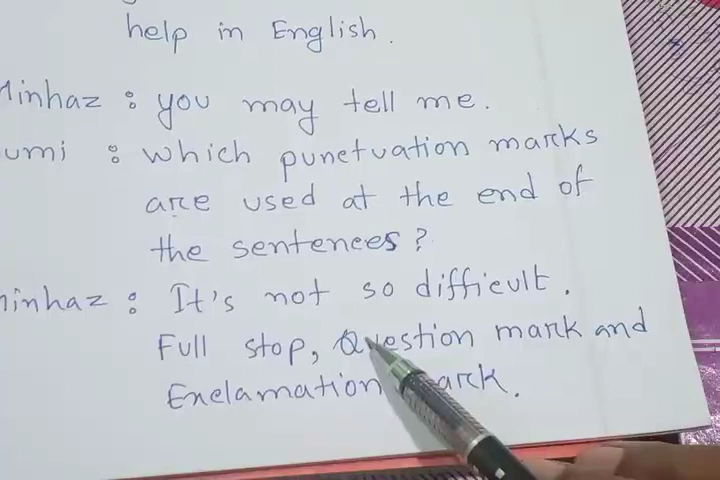 help in English.
Minhaz : you may tell me.
umi : which punctuation marks
are used at the end of
the sentences?
Minhaz : It's not so difficult.
Full stop, Question mark and
Exclamation mark.